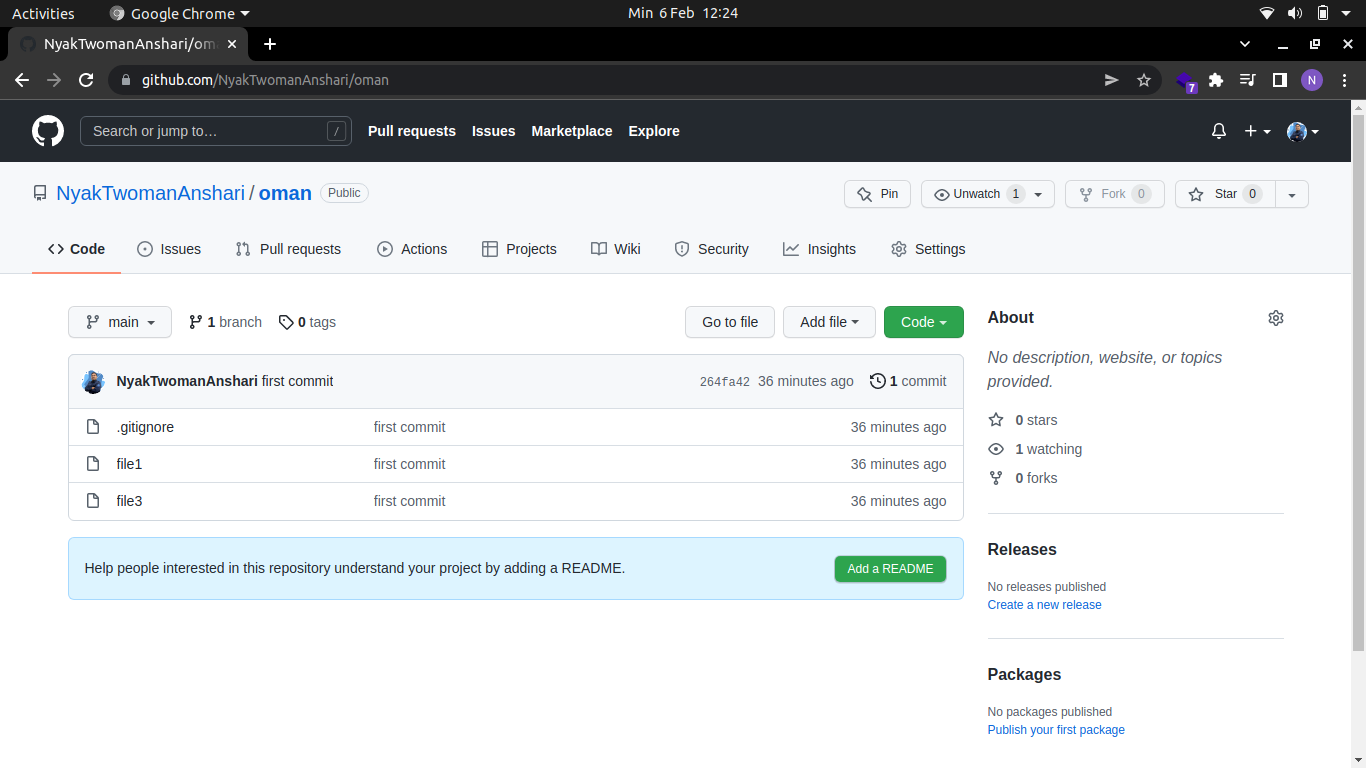 Activities Google Chrome Min 6 Feb 12:24
NyakTwomanAnshari/om
github.com/NyakTwomanAnshari/oman 7 N
Search or jump to… / Pull requests Issues Marketplace Explore
NyakTwomanAnshari / oman Public Pin Unwatch 1 Fork 0 Star 0
Code Issues Pull requests Actions Projects Wiki Security Insights Settings
main 1 branch 0 tags Go to file Add file Code
NyakTwomanAnshari first commit 264fa42 36 minutes ago 1 commit
.gitignore first commit 36 minutes ago
file1 first commit 36 minutes ago
file3 first commit 36 minutes ago
Help people interested in this repository understand your project by adding a README. Add a README
About
No description, website, or topics
provided.
0 stars
1 watching
0 forks
Releases
No releases published
Create a new release
Packages
No packages published
Publish your first package